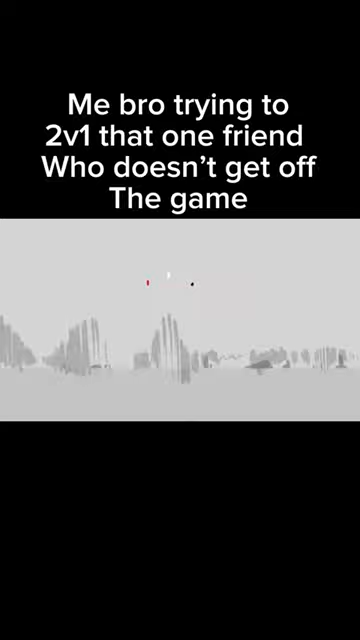 Me bro trying to
2v1 that one friend
Who doesn’t get off
The game